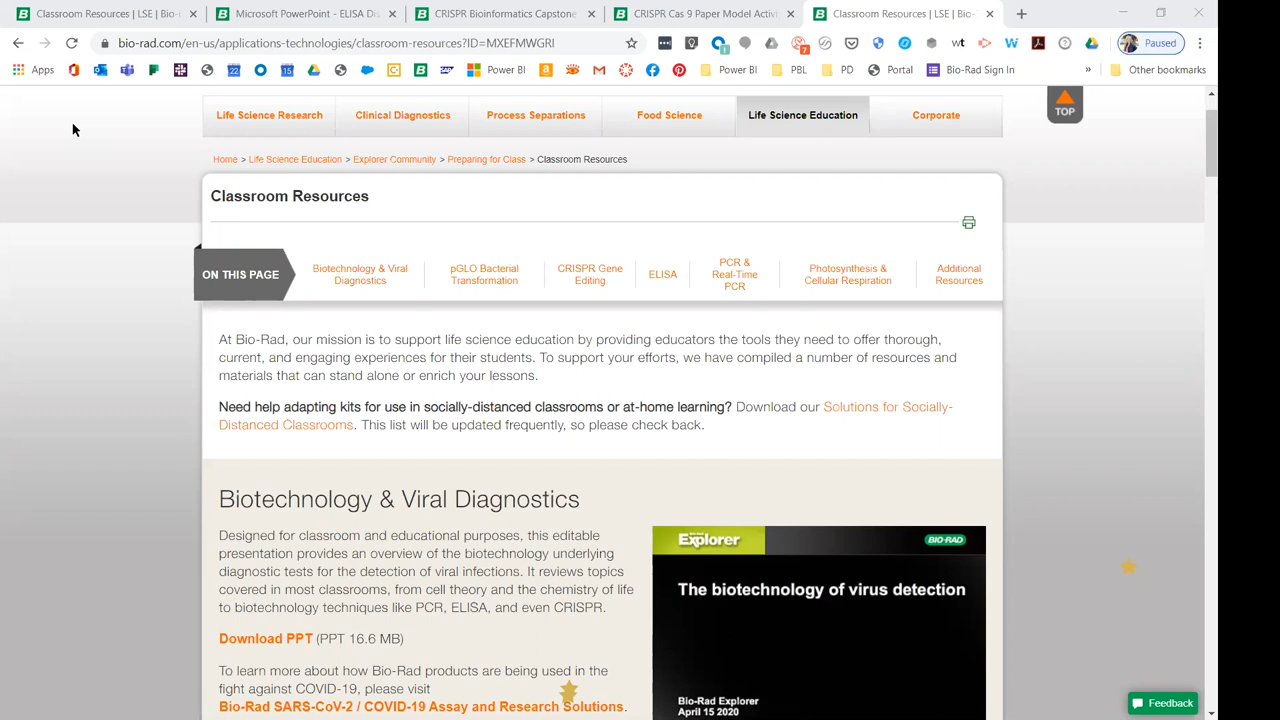 Classroom Resources | LSE | Bio-
Microsoft PowerPoint - ELISA Di
CRISPR Bioinformatics Capstone
CRISPR Cas 9 Paper Model Activi
Classroom Resources | LSE | Bio-
bio-rad.com/en-us/applications-technologies/classroom-resources?ID=MXEFMWGRI
1
7
wt
W
Paused
Apps
22
15
Power BI
Power BI
PBL
PD
Portal
Bio-Rad Sign In
»
Other bookmarks
Life Science Research
Clinical Diagnostics
Process Separations
Food Science
Life Science Education
Corporate
TOP
Home > Life Science Education > Explorer Community > Preparing for Class > Classroom Resources
Classroom Resources
ON THIS PAGE
Biotechnology & Viral
Diagnostics
pGLO Bacterial
Transformation
CRISPR Gene
Editing
ELISA
PCR &
Real-Time
PCR
Photosynthesis &
Cellular Respiration
Additional
Resources
At Bio-Rad, our mission is to support life science education by providing educators the tools they need to offer thorough,
current, and engaging experiences for their students. To support your efforts, we have compiled a number of resources and
materials that can stand alone or enrich your lessons.
Need help adapting kits for use in socially-distanced classrooms or at-home learning? Download our Solutions for Socially-
Distanced Classrooms. This list will be updated frequently, so please check back.
Biotechnology & Viral Diagnostics
Designed for classroom and educational purposes, this editable
presentation provides an overview of the biotechnology underlying
diagnostic tests for the detection of viral infections. It reviews topics
covered in most classrooms, from cell theory and the chemistry of life
to biotechnology techniques like PCR, ELISA, and even CRISPR.
Download PPT (PPT 16.6 MB)
To learn more about how Bio-Rad products are being used in the
fight against COVID-19, please visit
Bio-Rad SARS-CoV-2 / COVID-19 Assay and Research Solutions.
Explorer
BIO-RAD
The biotechnology of virus detection
Bio-Rad Explorer
April 15 2020
Feedback